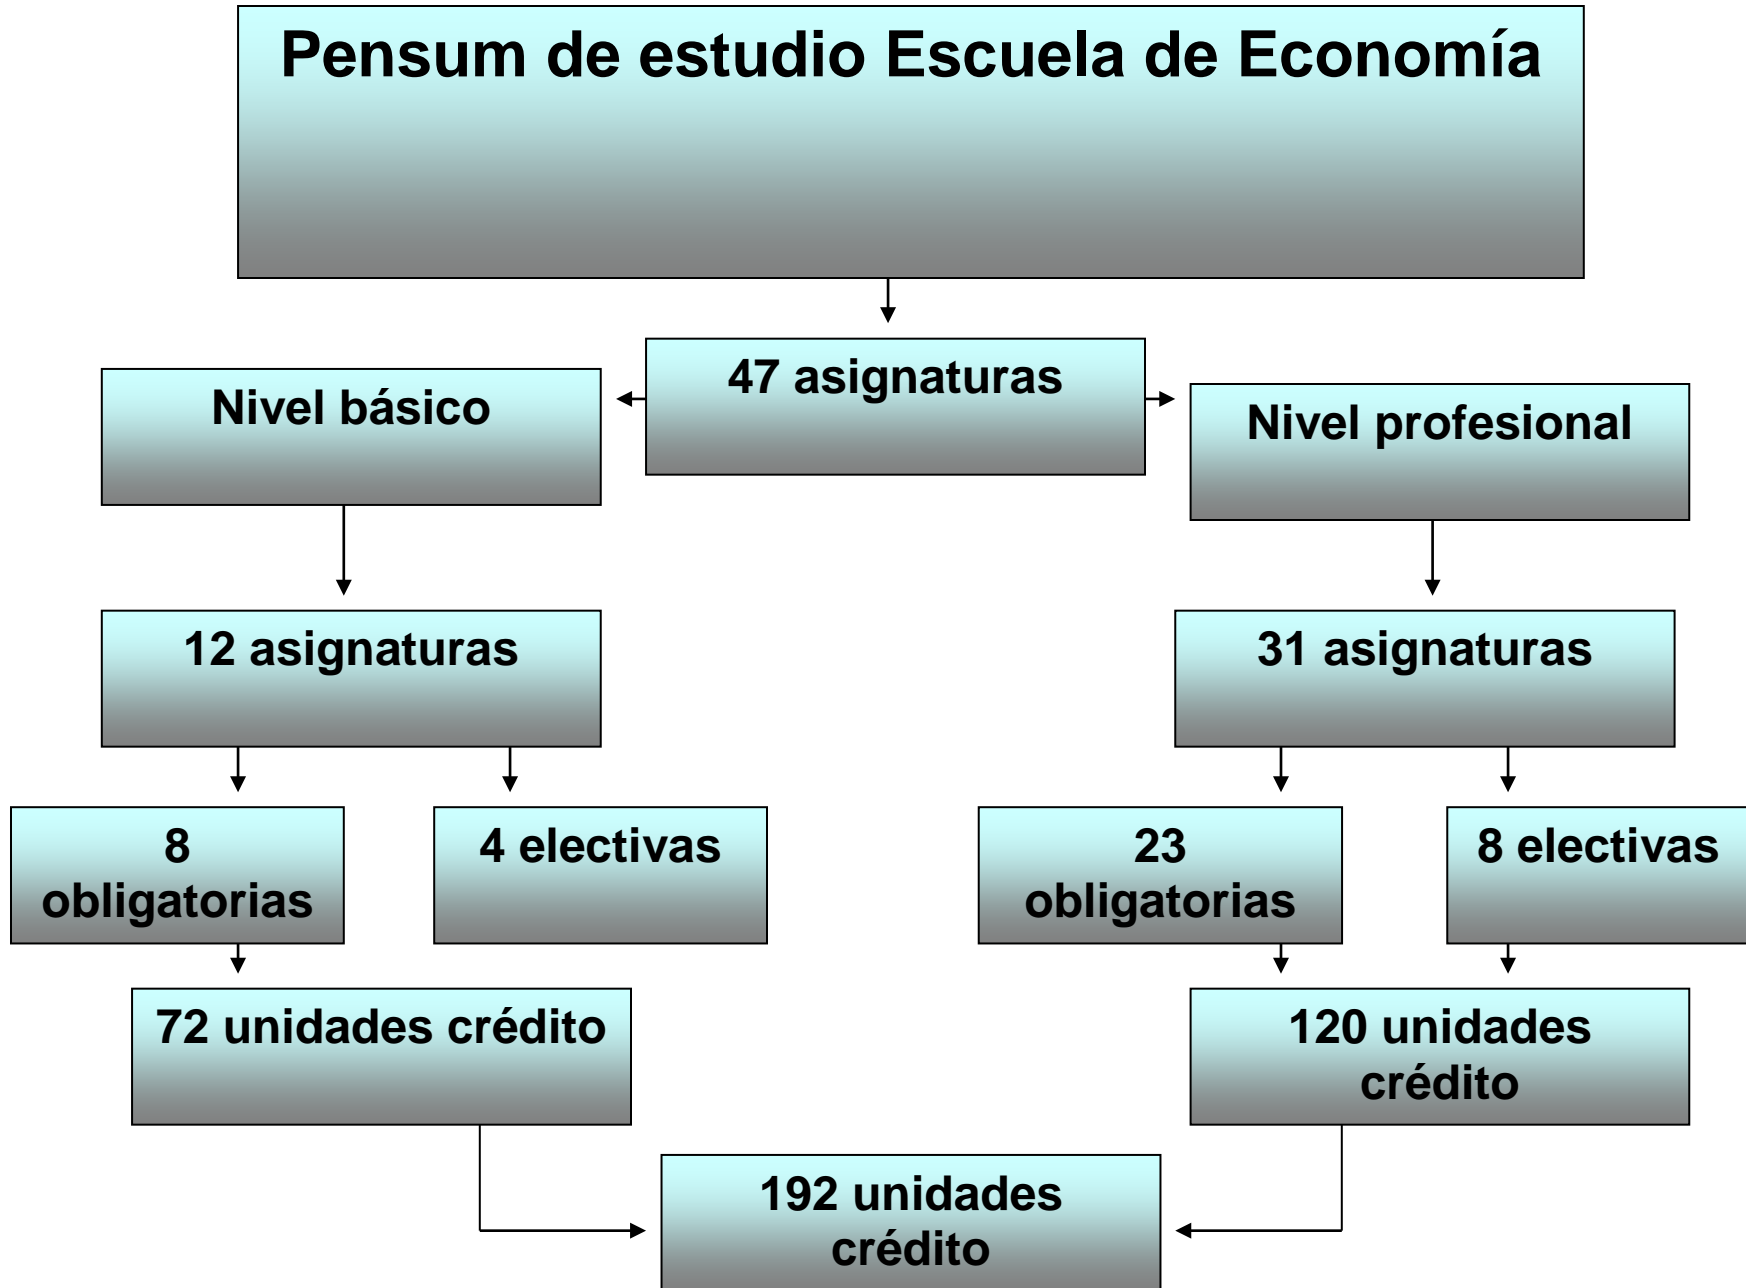 Pensum de estudio Escuela de Economía
47 asignaturas
Nivel básico
Nivel profesional
12 asignaturas
31 asignaturas
8
obligatorias
4 electivas
23
obligatorias
8 electivas
72 unidades crédito
120 unidades
crédito
192 unidades
crédito